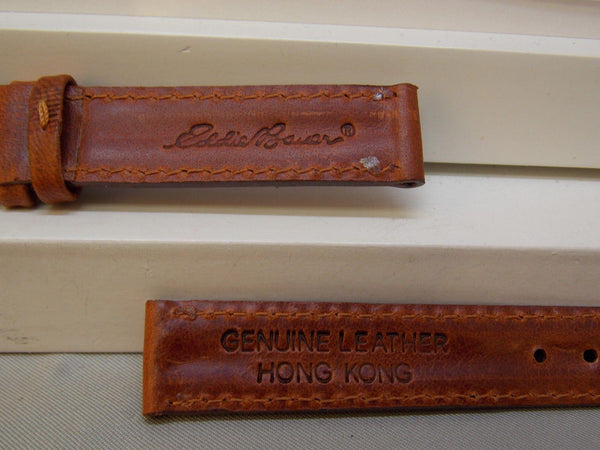 Eddie Bauer®
GENUINE LEATHER
HONG KONG